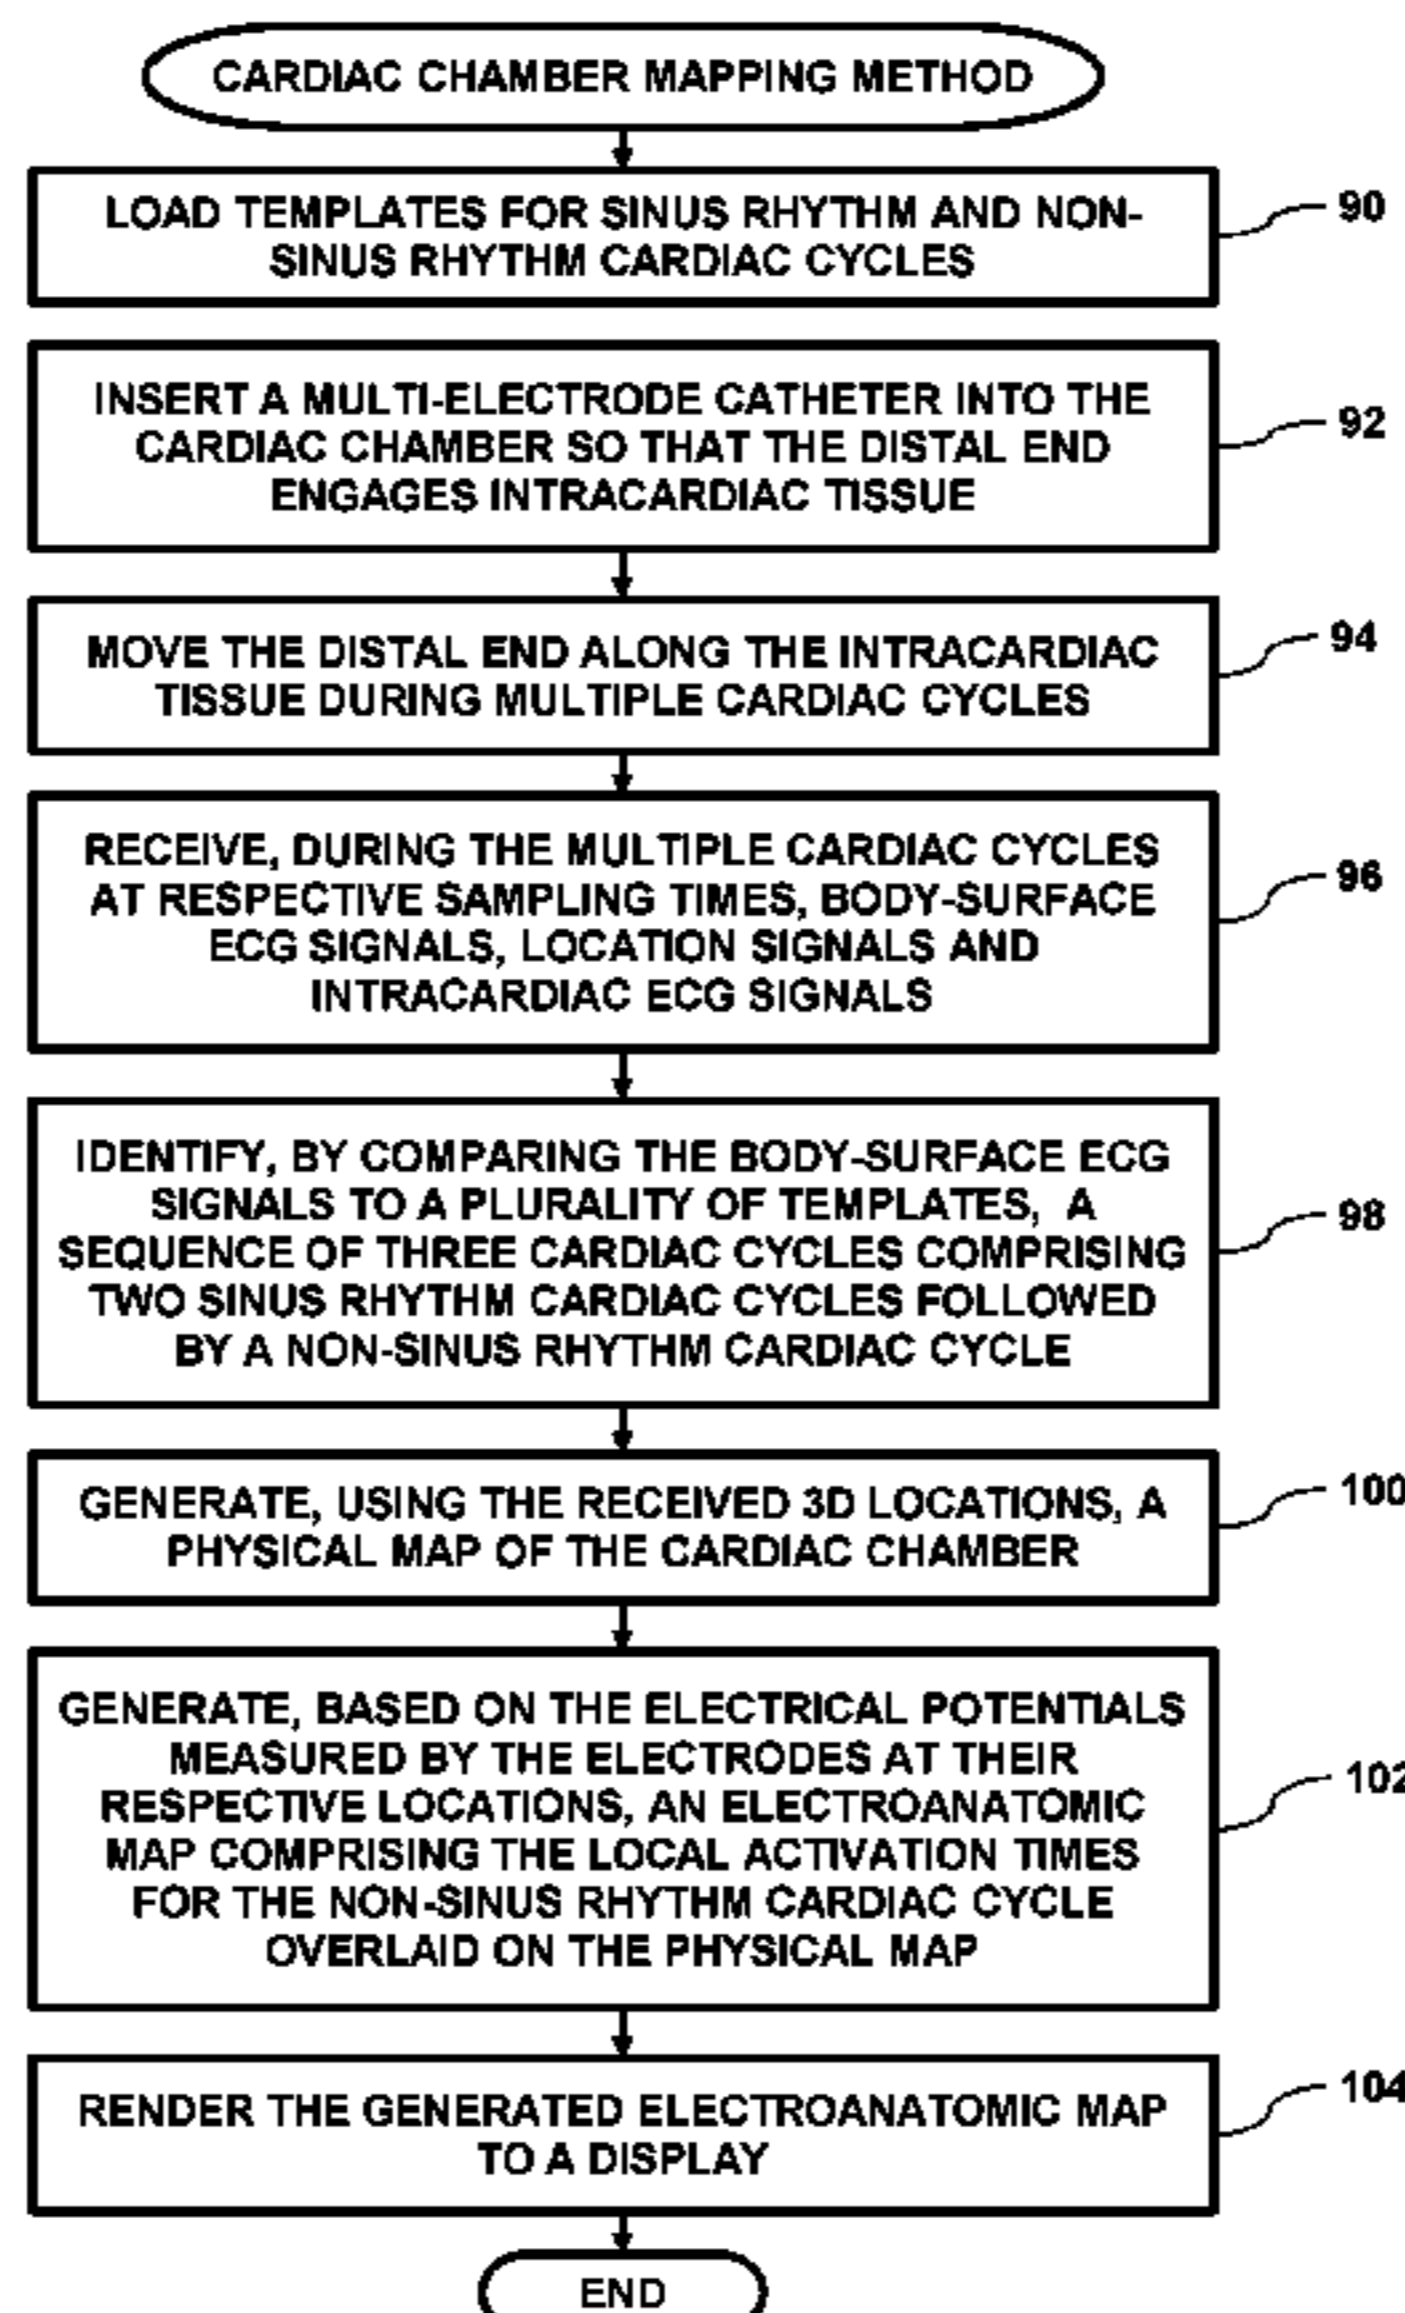 CARDIAC CHAMBER MAPPING METHOD
LOAD TEMPLATES FOR SINUS RHYTHM AND NON-
SINUS RHYTHM CARDIAC CYCLES
90
INSERT A MULTI-ELECTRODE CATHETER INTO THE
CARDIAC CHAMBER SO THAT THE DISTAL END
ENGAGES INTRACARDIAC TISSUE
92
MOVE THE DISTAL END ALONG THE INTRACARDIAC
TISSUE DURING MULTIPLE CARDIAC CYCLES
94
RECEIVE, DURING THE MULTIPLE CARDIAC CYCLES
AT RESPECTIVE SAMPLING TIMES, BODY-SURFACE
ECG SIGNALS, LOCATION SIGNALS AND
INTRACARDIAC ECG SIGNALS
96
IDENTIFY, BY COMPARING THE BODY-SURFACE ECG
SIGNALS TO A PLURALITY OF TEMPLATES, A
SEQUENCE OF THREE CARDIAC CYCLES COMPRISING
TWO SINUS RHYTHM CARDIAC CYCLES FOLLOWED
BY A NON-SINUS RHYTHM CARDIAC CYCLE
98
GENERATE, USING THE RECEIVED 3D LOCATIONS, A
PHYSICAL MAP OF THE CARDIAC CHAMBER
100
GENERATE, BASED ON THE ELECTRICAL POTENTIALS
MEASURED BY THE ELECTRODES AT THEIR
RESPECTIVE LOCATIONS, AN ELECTROANATOMIC
MAP COMPRISING THE LOCAL ACTIVATION TIMES
FOR THE NON-SINUS RHYTHM CARDIAC CYCLE
OVERLAID ON THE PHYSICAL MAP
102
RENDER THE GENERATED ELECTROANATOMIC MAP
TO A DISPLAY
104
END